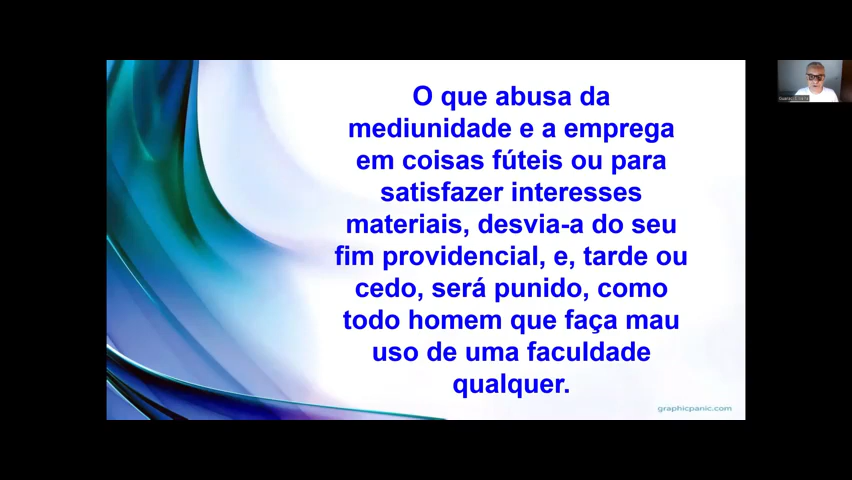 O que abusa da
mediunidade e a emprega
em coisas fúteis ou para
satisfazer interesses
materiais, desvia-a do seu
fim providencial, e, tarde ou
cedo, será punido, como
todo homem que faça mau
uso de uma faculdade
qualquer.
graphicpanic.com